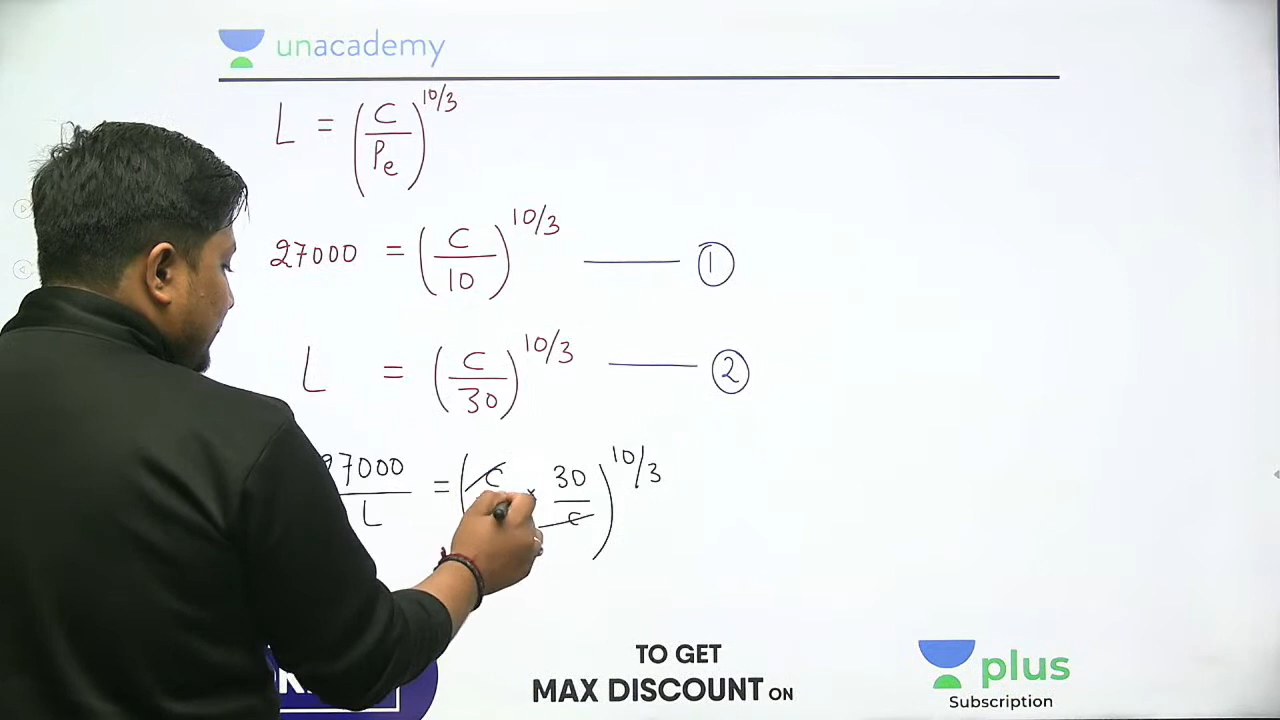 unacademy
L = (C/Pe)^10/3
27000 = (C/10)^10/3 —— ①
L = (C/30)^10/3 —— ②
27000/L = (C × 30/C)^10/3
TO GET
MAX DISCOUNT ON
plus
Subscription